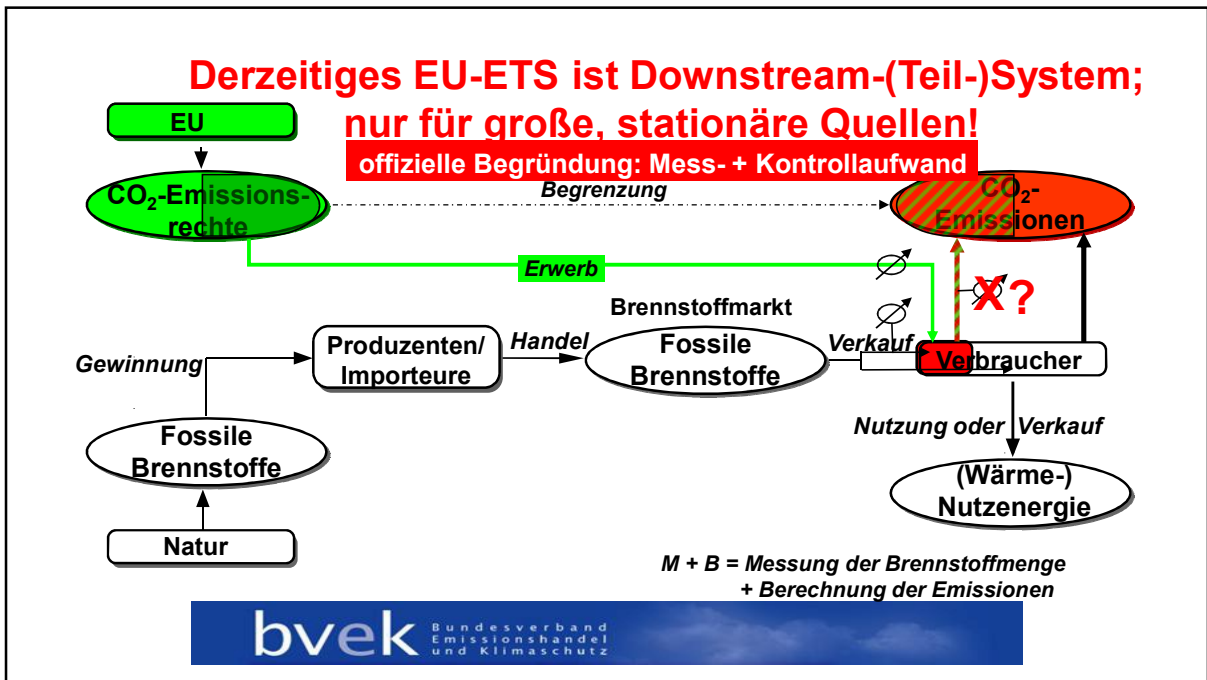 Derzeitiges EU-ETS ist Downstream-(Teil-)System;
nur für große, stationäre Quellen!
offizielle Begründung: Mess- + Kontrollaufwand
EU
CO₂-Emissions-
rechte
Begrenzung
CO₂-
Emissionen
Erwerb
X ?
Brennstoffmarkt
Gewinnung
Produzenten/
Importeure
Handel
Fossile
Brennstoffe
Verkauf
Verbraucher
Fossile
Brennstoffe
Nutzung oder Verkauf
(Wärme-)
Nutzenergie
Natur
M + B = Messung der Brennstoffmenge
+ Berechnung der Emissionen
bvek
Bundesverband
Emissionshandel
und Klimaschutz